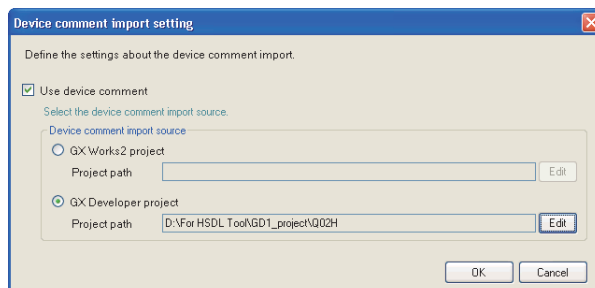 Device comment import setting
Define the settings about the device comment import.
Use device comment
Select the device comment import source.
Device comment import source
GX Works2 project
Project path Edit
GX Developer project
Project path D:\For HSDL Tool\GD1_project\Q02H Edit
OK Cancel